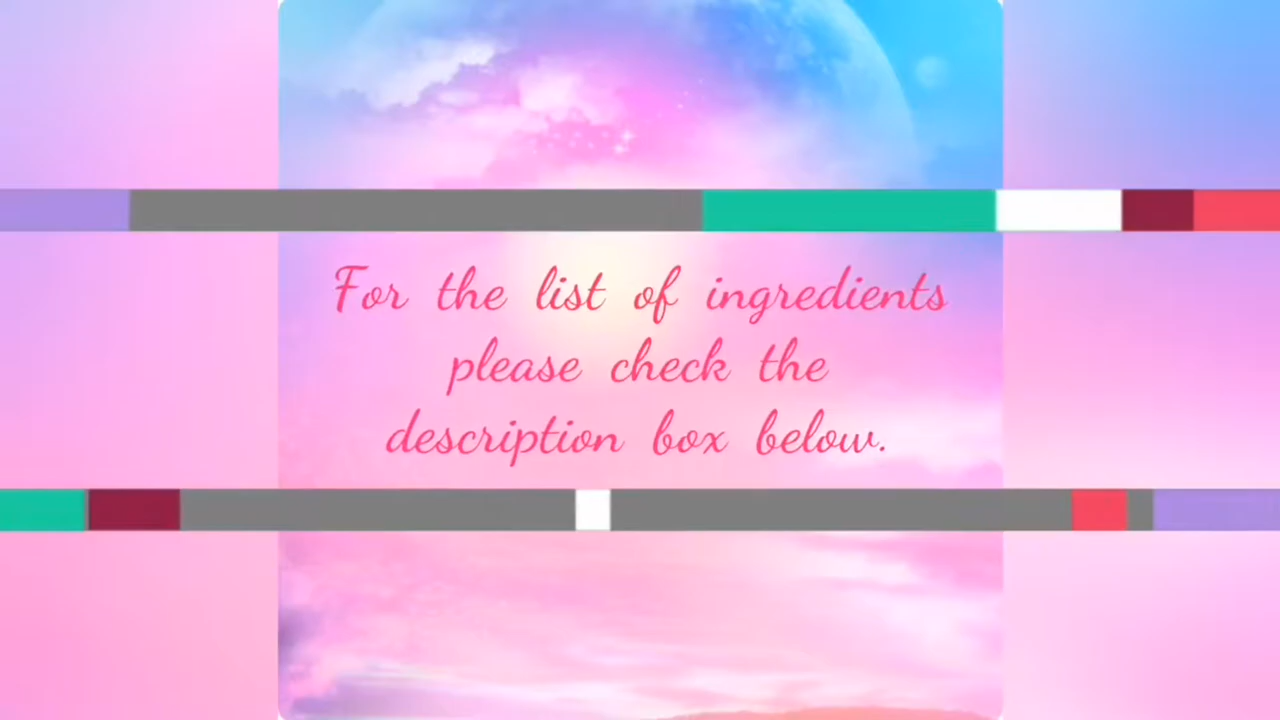 For the list of ingredients
please check the
description box below.